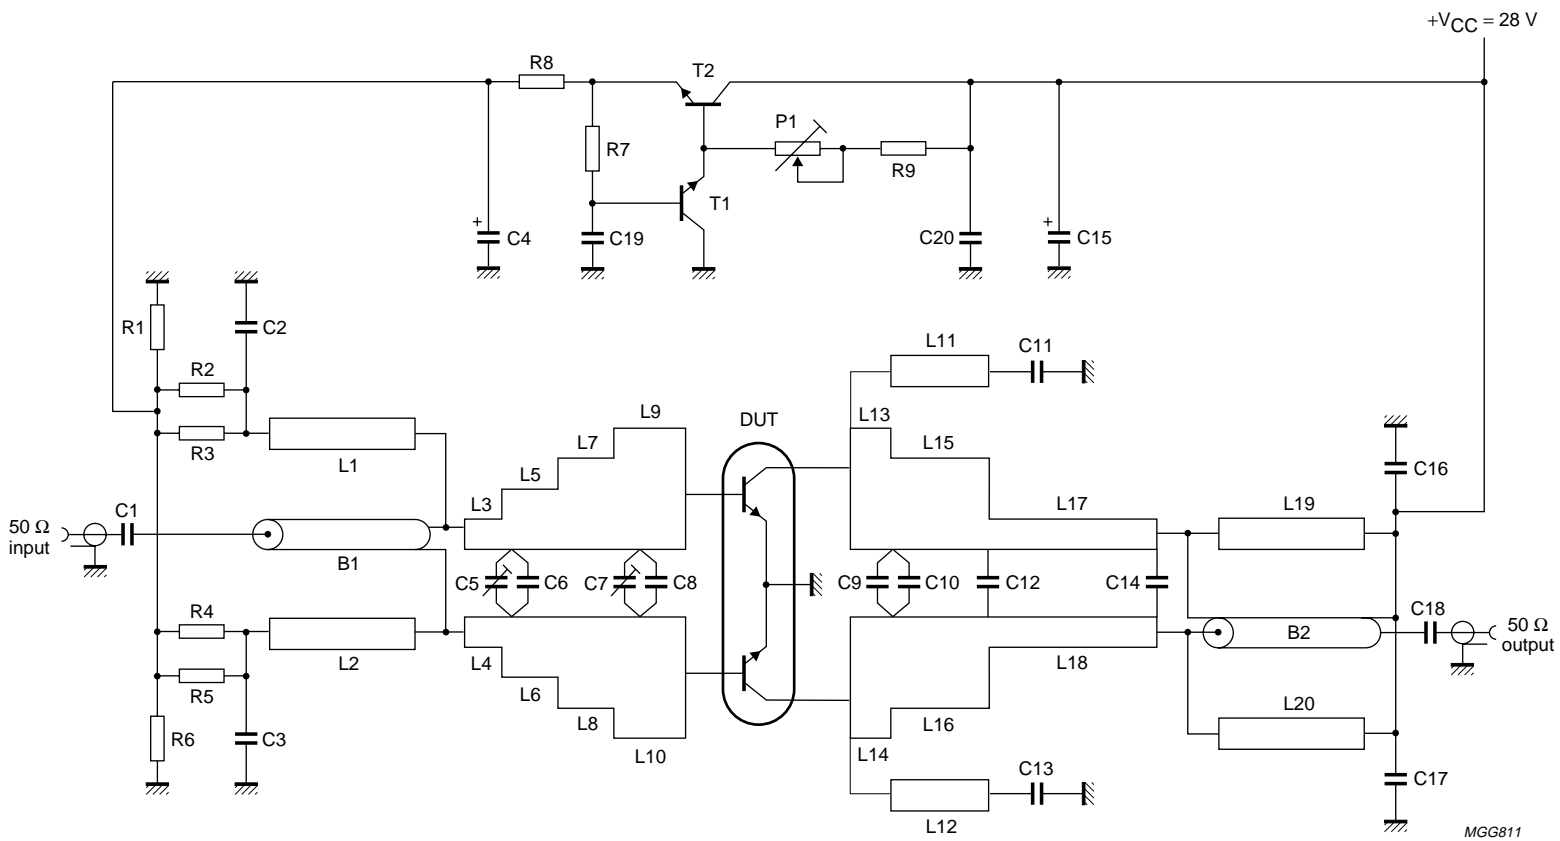 +VCC = 28 V
R8
T2
P1
R7
R9
T1
C4
C19
C20
C15
+
+
R1
C2
R2
R3
L1
L11
C11
L9
DUT
L13
L7
L15
L5
L3
L17
C16
L19
50 Ω
input
C1
B1
C5
C6
C7
C8
C9
C10
C12
C14
R4
L2
R5
R6
C3
L4
L6
L8
L10
L18
L16
L14
C18
B2
50 Ω
output
L20
C13
L12
C17
MGG811